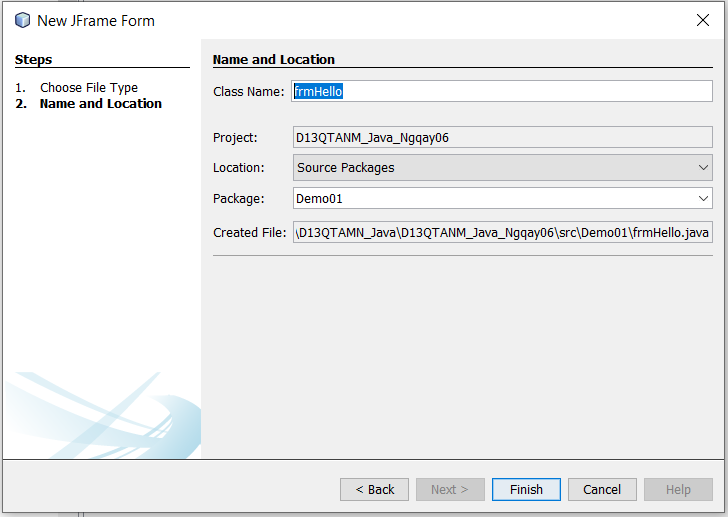 New JFrame Form
Steps
1. Choose File Type
2. Name and Location
Name and Location
Class Name: frmHello
Project: D13QTANM_Java_Ngqay06
Location: Source Packages
Package: Demo01
Created File: \D13QTAMN_Java\D13QTANM_Java_Ngqay06\src\Demo01\frmHello.java
< Back Next > Finish Cancel Help